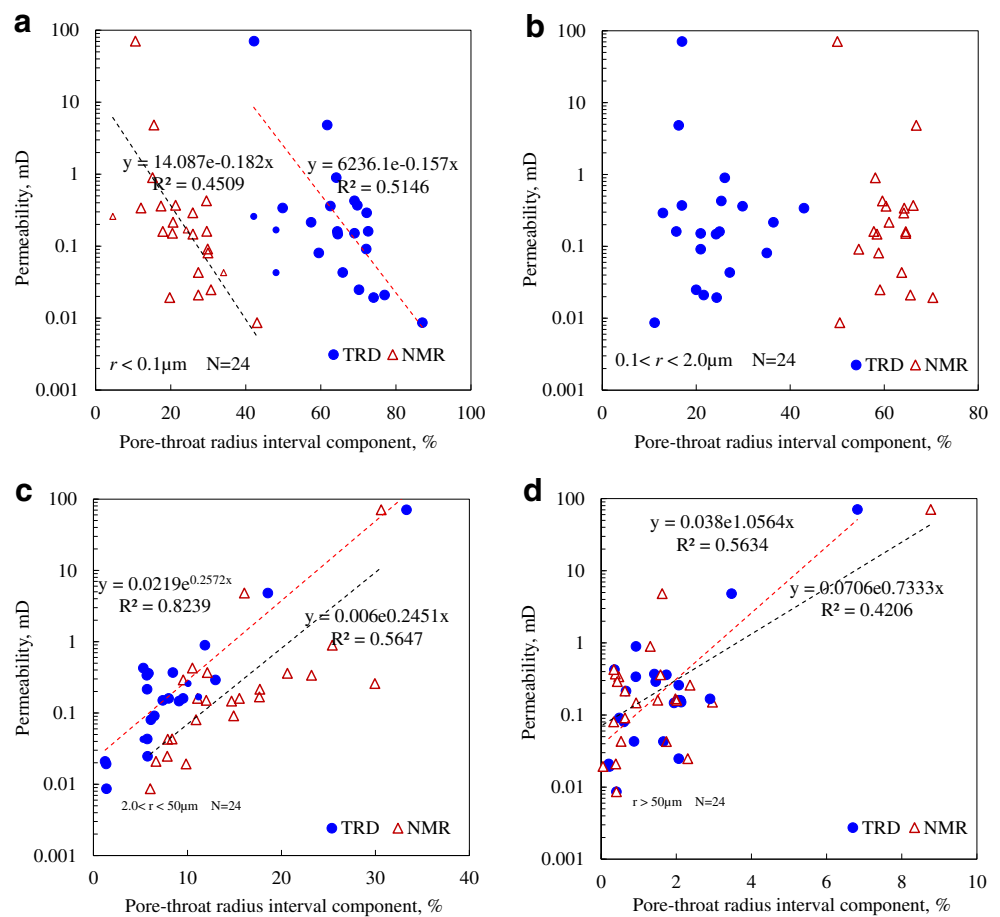 a
100
10
1
0.1
0.01
0.001
Permeability, mD
y = 14.087e-0.182x
R² = 0.4509
y = 6236.1e-0.157x
R² = 0.5146
TRD NMR
r < 0.1µm N=24
0 20 40 60 80 100
Pore-throat radius interval component, %
b
100
10
1
0.1
0.01
0.001
Permeability, mD
TRD NMR
0.1< r < 2.0µm N=24
0 20 40 60 80
Pore-throat radius interval component, %
c
100
10
1
0.1
0.01
0.001
Permeability, mD
y = 0.0219e0.2572x
R² = 0.8239
y = 0.006e0.2451x
R² = 0.5647
2.0< r < 50µm N=24
TRD NMR
0 10 20 30 40
Pore-throat radius interval component, %
d
100
10
1
0.1
0.01
0.001
Permeability, mD
y = 0.038e1.0564x
R² = 0.5634
y = 0.0706e0.7333x
R² = 0.4206
r > 50µm N=24
TRD NMR
0 2 4 6 8 10
Pore-throat radius interval component, %